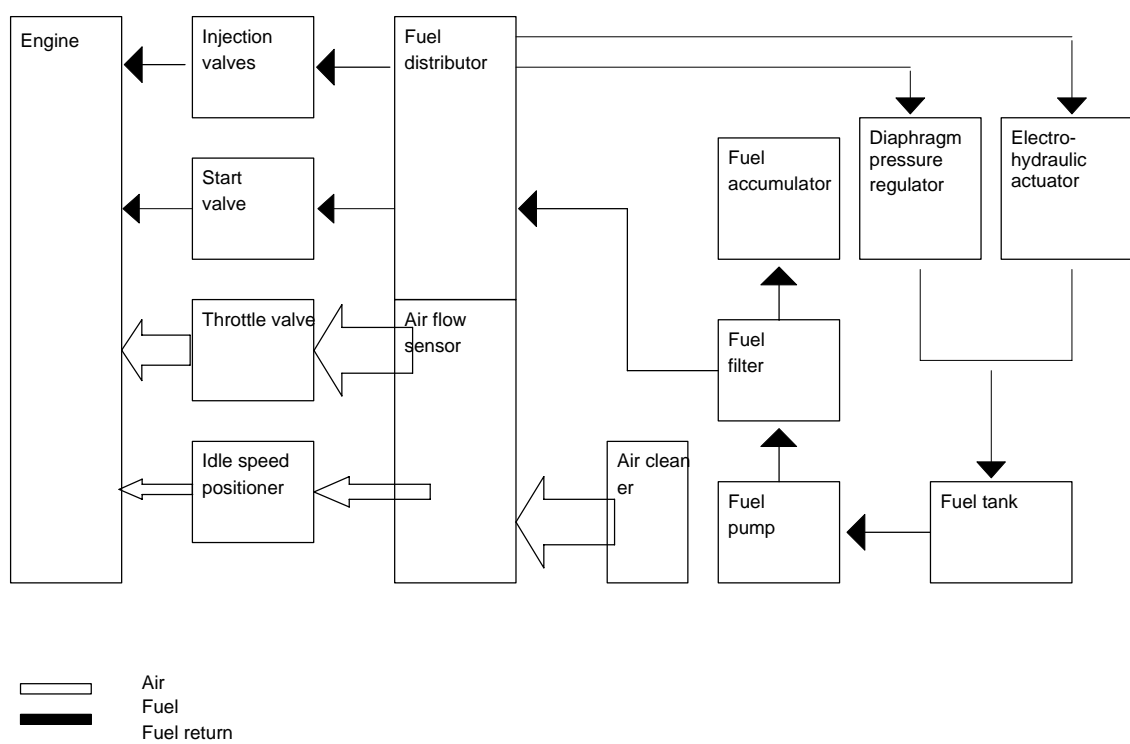 Engine
Injection
valves
Fuel
distributor
Diaphragm
pressure
regulator
Electro-
hydraulic
actuator
Fuel
accumulator
Start
valve
Throttle valve
Air flow
sensor
Fuel
filter
Idle speed
positioner
Air clean
er
Fuel
pump
Fuel tank
Air
Fuel
Fuel return